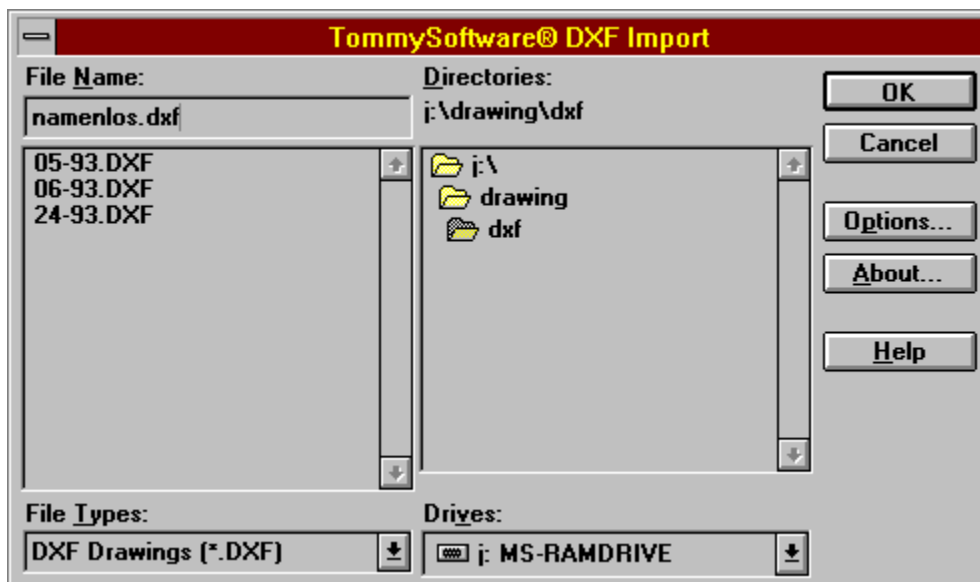 TommySoftware® DXF Import
File Name:
namenlos.dxf
05-93.DXF
06-93.DXF
24-93.DXF
File Types:
DXF Drawings (*.DXF)
Directories:
j:\drawing\dxf
j:\
drawing
dxf
Drives:
j: MS-RAMDRIVE
OK
Cancel
Options...
About...
Help